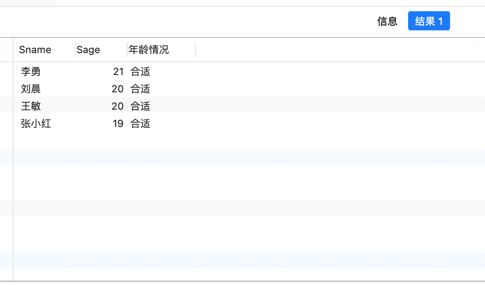 信息 结果 1
Sname Sage 年龄情况
李勇 21 合适
刘晨 20 合适
王敏 20 合适
张小红 19 合适